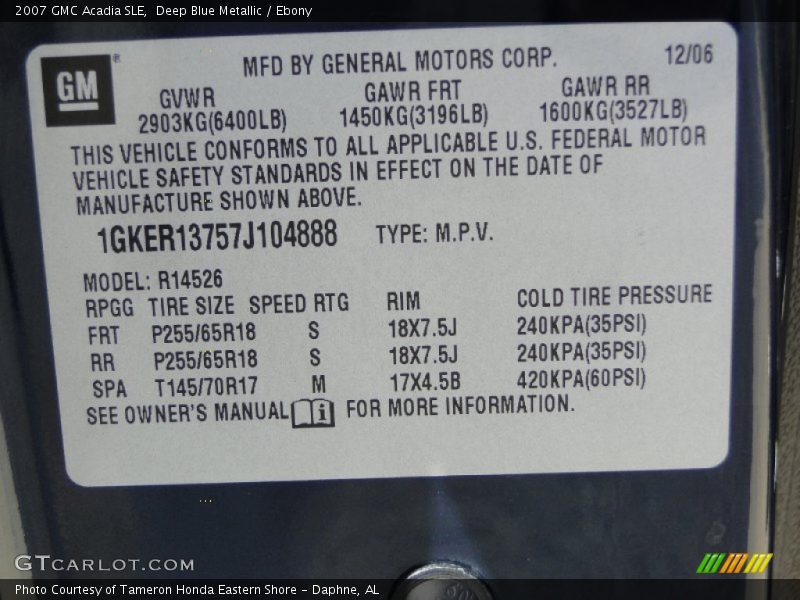 2007 GMC Acadia SLE,  Deep Blue Metallic / Ebony
GM®
MFD BY GENERAL MOTORS CORP.
12/06
GVWR GAWR FRT GAWR RR
2903KG(6400LB) 1450KG(3196LB) 1600KG(3527LB)
THIS VEHICLE CONFORMS TO ALL APPLICABLE U.S. FEDERAL MOTOR
VEHICLE SAFETY STANDARDS IN EFFECT ON THE DATE OF
MANUFACTURE SHOWN ABOVE.
1GKER13757J104888 TYPE: M.P.V.
MODEL: R14526
RPGG TIRE SIZE SPEED RTG RIM COLD TIRE PRESSURE
FRT P255/65R18 S 18X7.5J 240KPA(35PSI)
RR P255/65R18 S 18X7.5J 240KPA(35PSI)
SPA T145/70R17 M 17X4.5B 420KPA(60PSI)
SEE OWNER'S MANUAL i FOR MORE INFORMATION.
GTCARLOT.COM
Photo Courtesy of Tameron Honda Eastern Shore - Daphne, AL